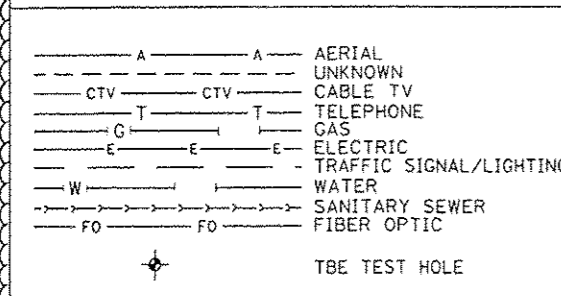 A A AERIAL
UNKNOWN
CTV CTV CABLE TV
T T TELEPHONE
G GAS
E E E ELECTRIC
TRAFFIC SIGNAL/LIGHTING
W WATER
SANITARY SEWER
FO FO FIBER OPTIC
TBE TEST HOLE